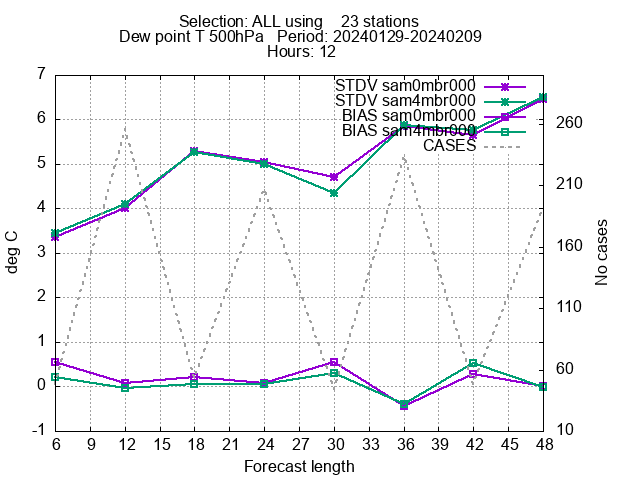 Selection: ALL using 23 stations
Dew point T 500hPa Period: 20240129-20240209
Hours: 12
STDV sam0mbr000
STDV sam4mbr000
BIAS sam0mbr000
BIAS sam4mbr000
CASES
deg C
7
6
5
4
3
2
1
0
-1
No cases
260
210
160
110
60
10
6 9 12 15 18 21 24 27 30 33 36 39 42 45 48
Forecast length